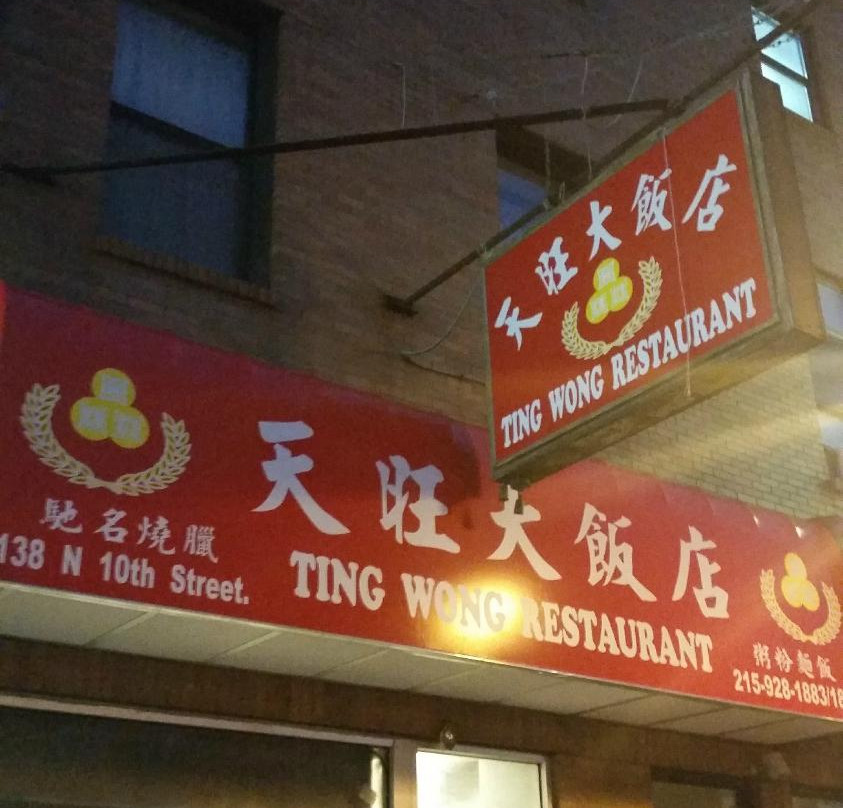 天旺大飯店
TING WONG RESTAURANT
天旺大飯店
馳名燒臘
138 N 10th Street.
TING WONG RESTAURANT
粥粉麵飯
215-928-1883/18